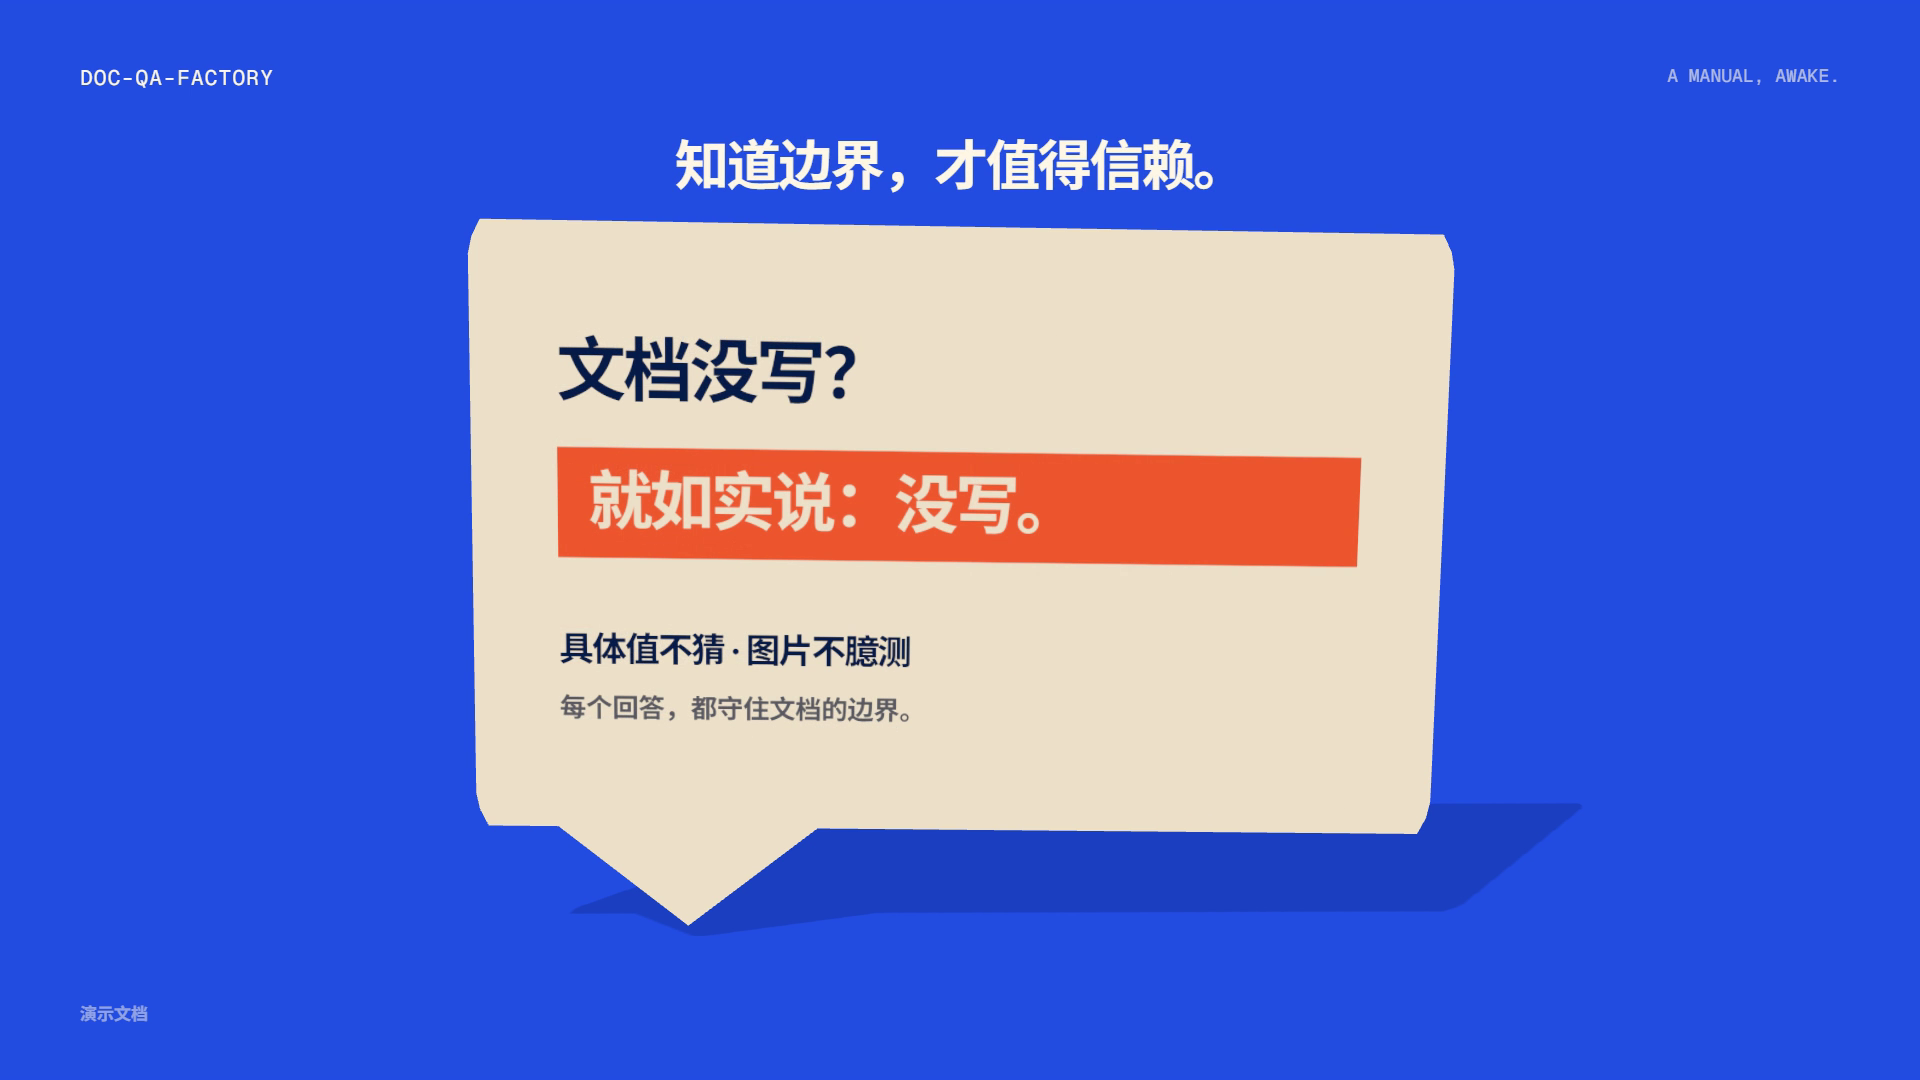 DOC-QA-FACTORY
A MANUAL, AWAKE.
知道边界，才值得信赖。
文档没写？
就如实说：没写。
具体值不猜·图片不臆测
每个回答，都守住文档的边界。
演示文档